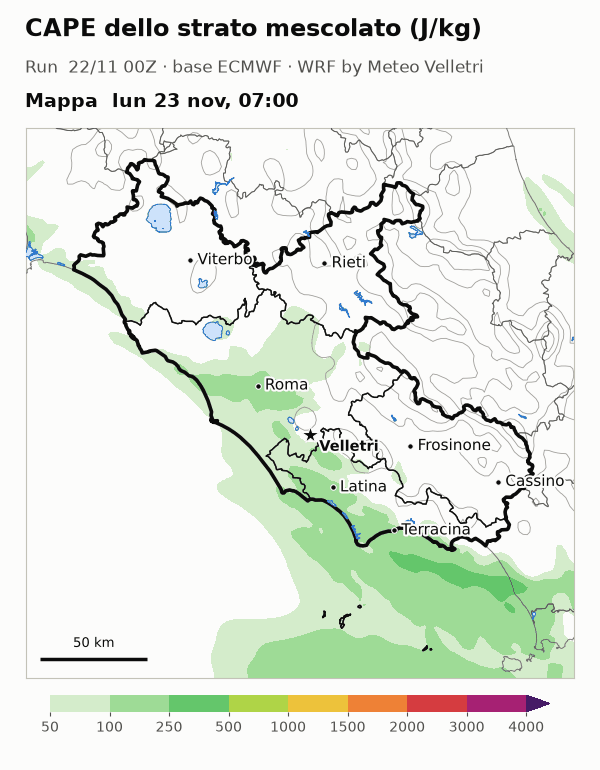 CAPE dello strato mescolato (J/kg)
Run  22/11 00Z · base ECMWF · WRF by Meteo Velletri
Mappa  lun 23 nov, 07:00
Viterbo
Rieti
Roma
Velletri
Frosinone
Cassino
Latina
Terracina
50 km
50 100 250 500 1000 1500 2000 3000 4000